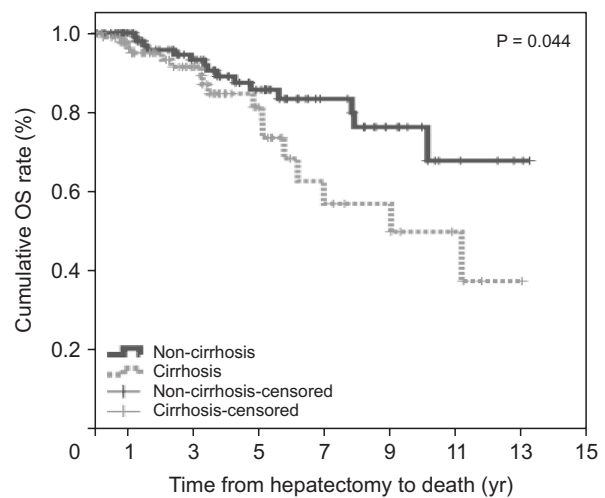 P = 0.044
Cumulative OS rate (%)
1.0
0.8
0.6
0.4
0.2
0
Non-cirrhosis
Cirrhosis
Non-cirrhosis-censored
Cirrhosis-censored
1 3 5 7 9 11 13 15
Time from hepatectomy to death (yr)